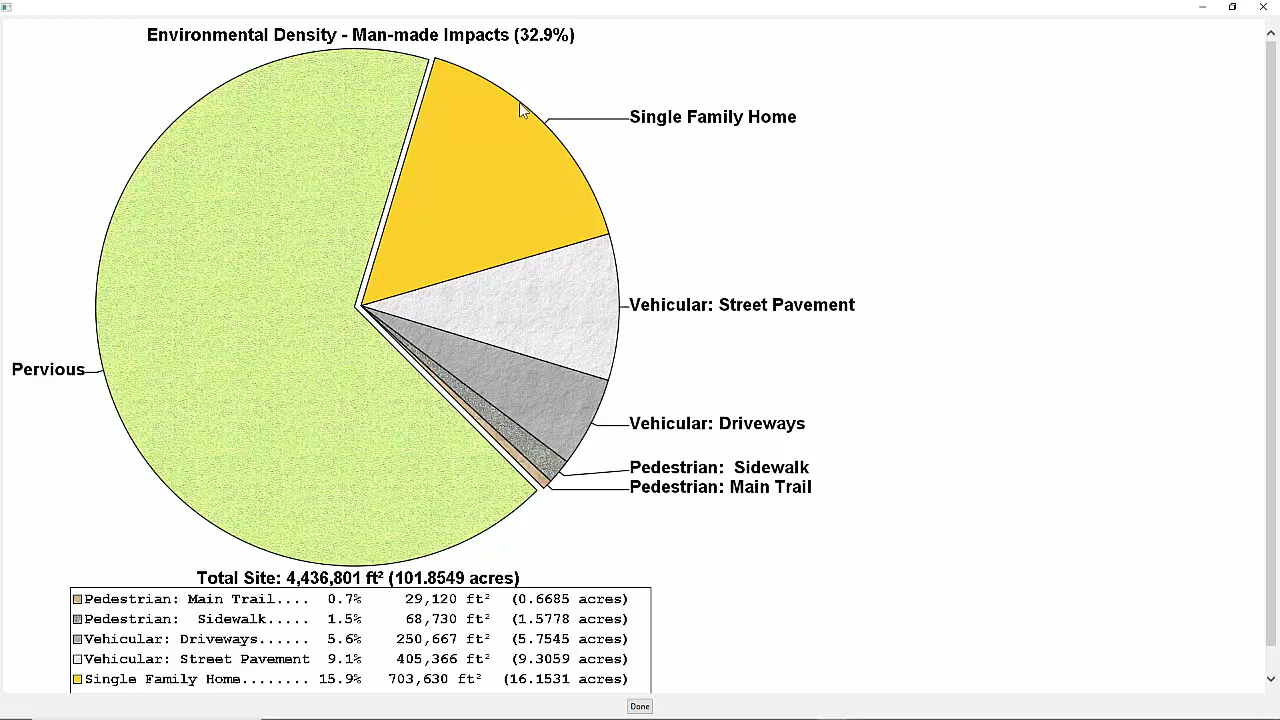 Environmental Density - Man-made Impacts (32.9%)
Single Family Home
Vehicular: Street Pavement
Pervious
Vehicular: Driveways
Pedestrian:  Sidewalk
Pedestrian: Main Trail
Total Site: 4,436,801 ft² (101.8549 acres)
Pedestrian: Main Trail.... 0.7% 29,120 ft² (0.6685 acres)
Pedestrian:  Sidewalk..... 1.5% 68,730 ft² (1.5778 acres)
Vehicular: Driveways...... 5.6% 250,667 ft² (5.7545 acres)
Vehicular: Street Pavement 9.1% 405,366 ft² (9.3059 acres)
Single Family Home........ 15.9% 703,630 ft² (16.1531 acres)
Done